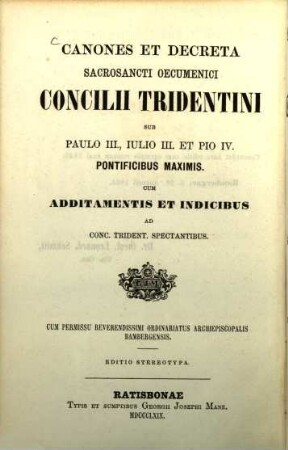 CANONES ET DECRETA
SACROSANCTI OECUMENICI
CONCILII TRIDENTINI
SUB
PAULO III, IULIO III. ET PIO IV.
PONTIFICIBUS MAXIMIS.
CUM
ADDITAMENTIS ET INDICIBUS
AD
CONC. TRIDENT. SPECTANTIBUS.
CUM PERMISSU REVERENDISSIMI ORDINARIATUS ARCHIEPISCOPALIS
BAMBERGENSIS.
EDITIO STEREOTYPA.
RATISBONAE
TYPIS ET SUMPTIBUS GEORGII JOSEPHI MANZ.
MDCCCLXIX.